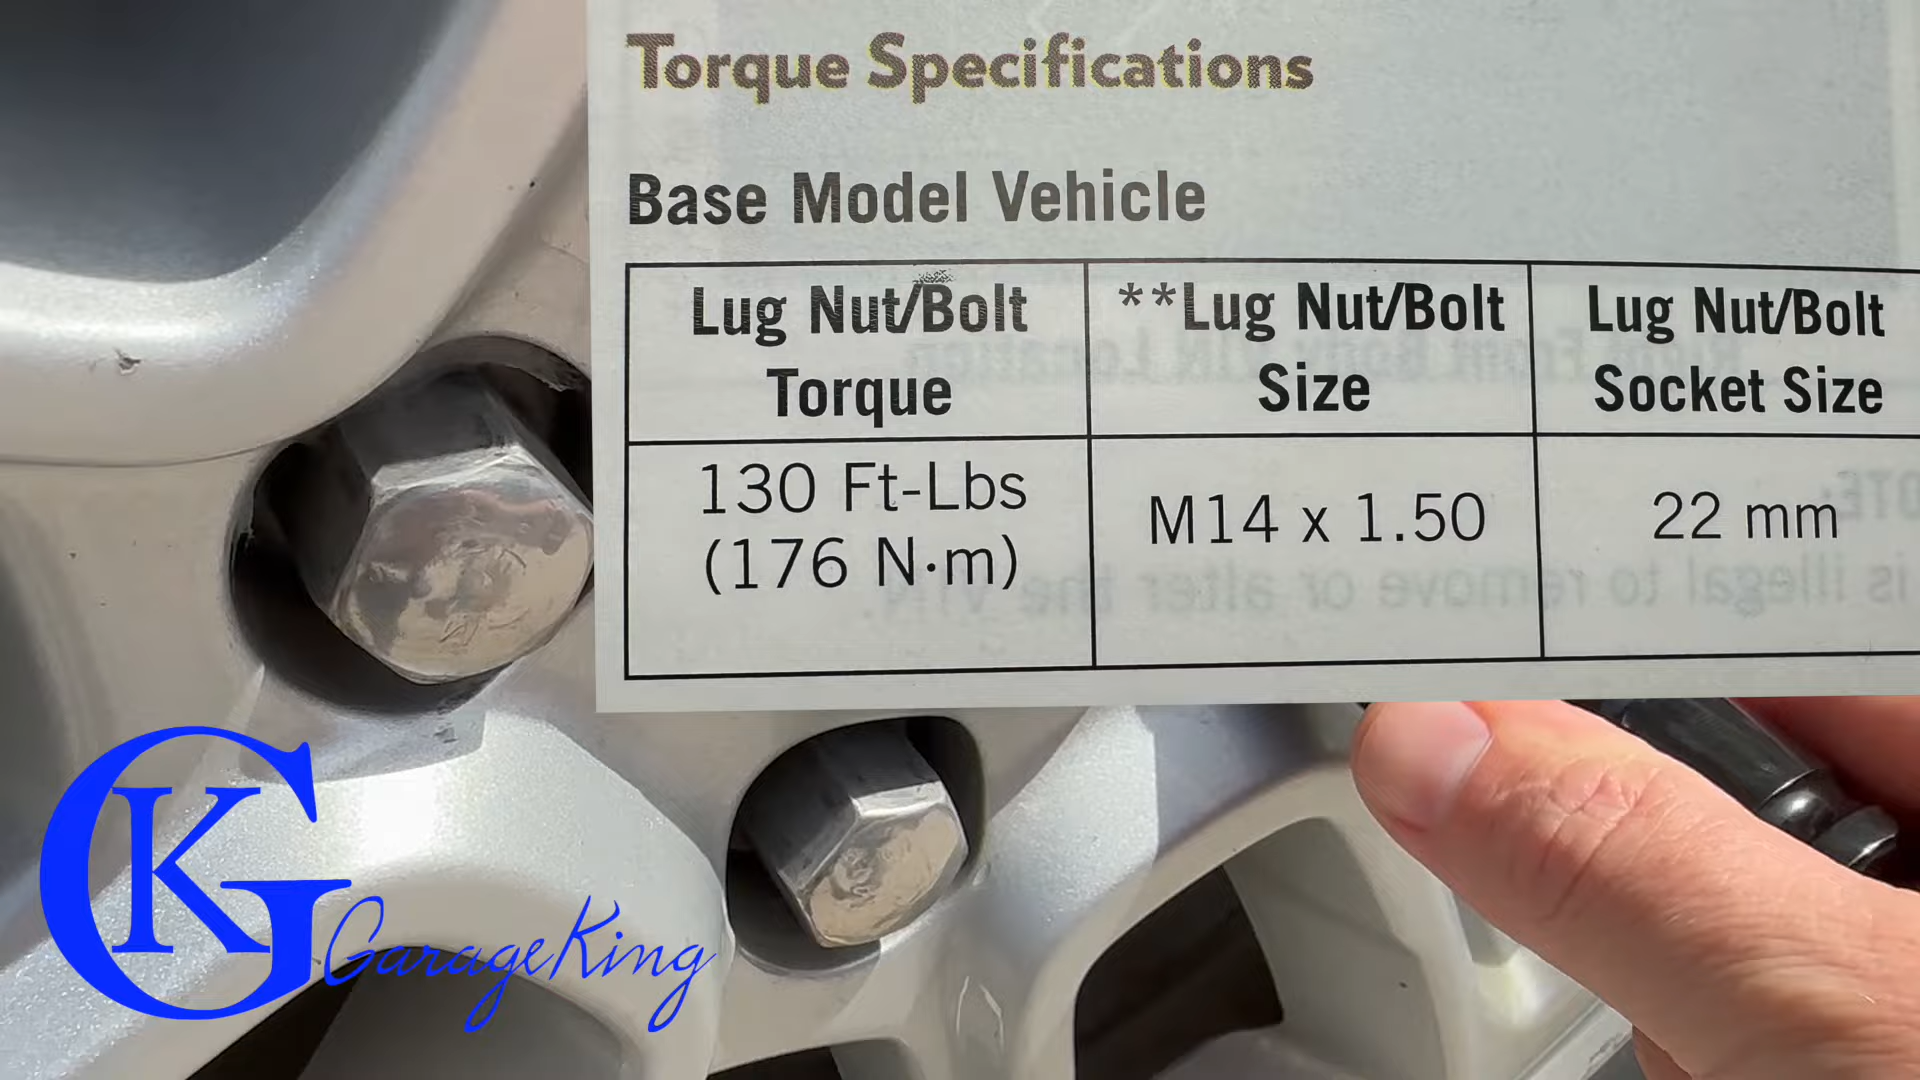 Torque Specifications
Base Model Vehicle
Lug Nut/Bolt Torque
**Lug Nut/Bolt Size
Lug Nut/Bolt Socket Size
130 Ft-Lbs (176 N·m)
M14 x 1.50
22 mm
GK
GarageKing